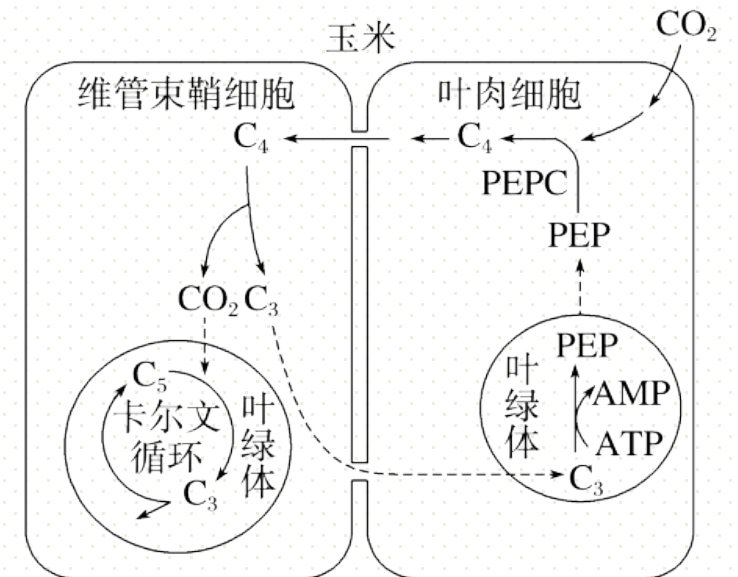 玉米
CO₂
维管束鞘细胞
叶肉细胞
C₄
C₄
PEPC
PEP
CO₂ C₃
C₅
卡尔文
循环
C₃
叶绿体
叶绿体
PEP
AMP
ATP
C₃